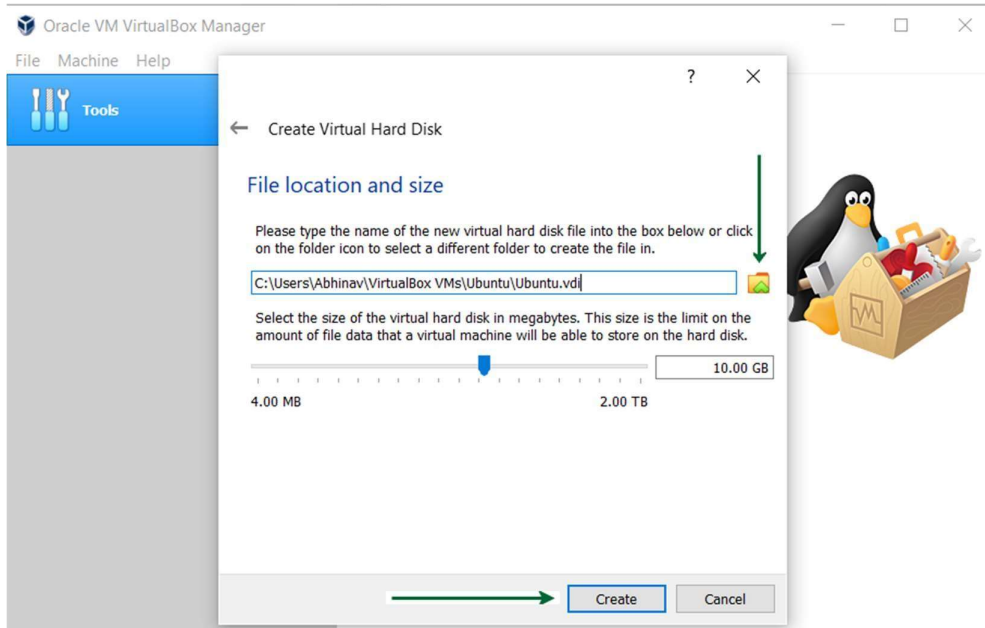 Oracle VM VirtualBox Manager
File Machine Help
Tools
?
Create Virtual Hard Disk
File location and size
Please type the name of the new virtual hard disk file into the box below or click
on the folder icon to select a different folder to create the file in.
C:\Users\Abhinav\VirtualBox VMs\Ubuntu\Ubuntu.vdi
Select the size of the virtual hard disk in megabytes. This size is the limit on the
amount of file data that a virtual machine will be able to store on the hard disk.
10.00 GB
4.00 MB 2.00 TB
Create Cancel